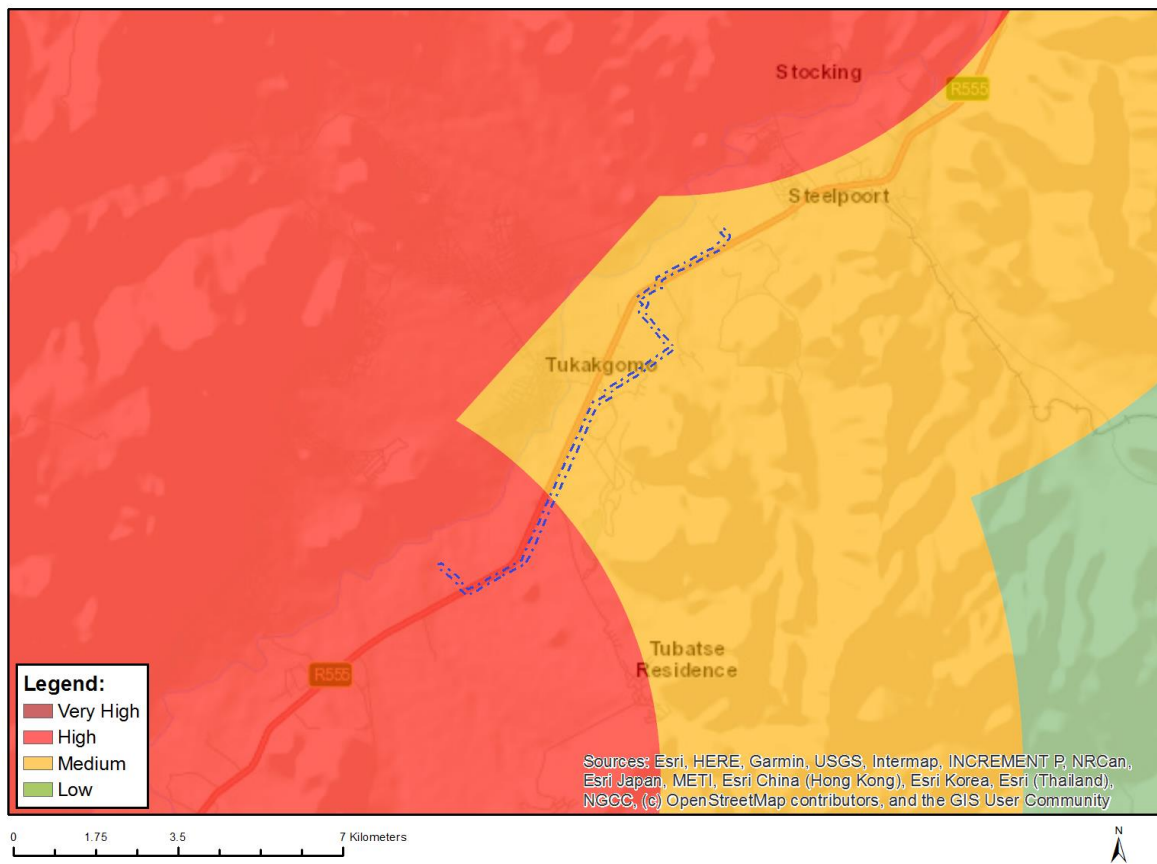 Stocking
R555
Steelpoort
Tukakgomo
Tubatse
Residence
R555
Legend:
Very High
High
Medium
Low
Sources: Esri, HERE, Garmin, USGS, Intermap, INCREMENT P, NRCan,
Esri Japan, METI, Esri China (Hong Kong), Esri Korea, Esri (Thailand),
NGCC, (c) OpenStreetMap contributors, and the GIS User Community
0 1.75 3.5 7 Kilometers
N